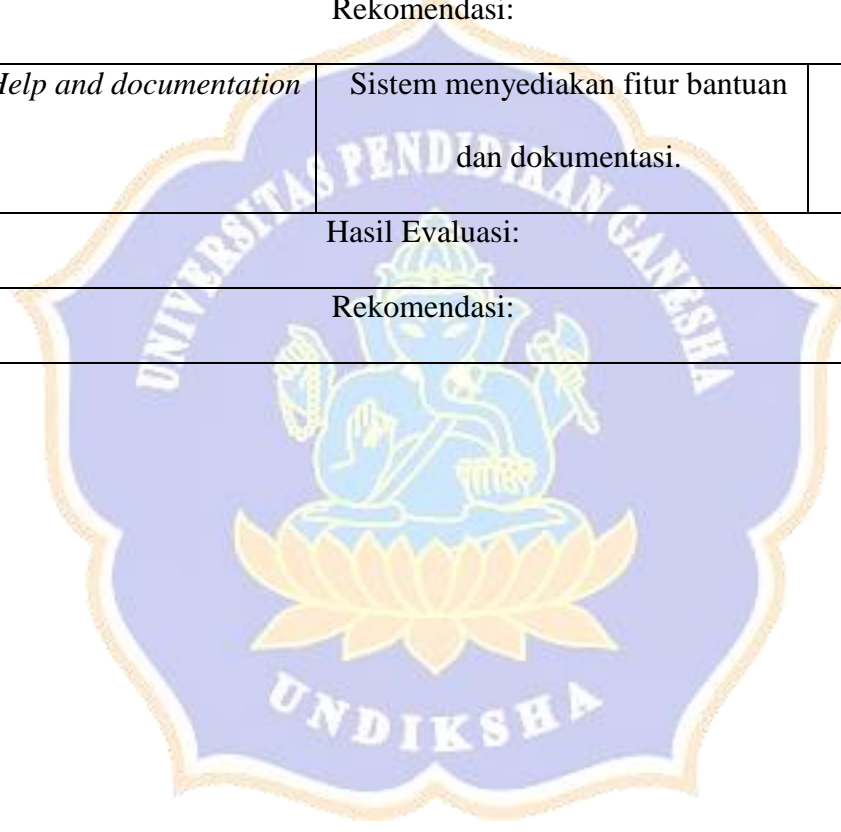 Rekomendasi:
Help and documentation
Sistem menyediakan fitur bantuan
dan dokumentasi.
Hasil Evaluasi:
Rekomendasi:
UNIVERSITAS PENDIDIKAN GANESHA
UNDIKSHA